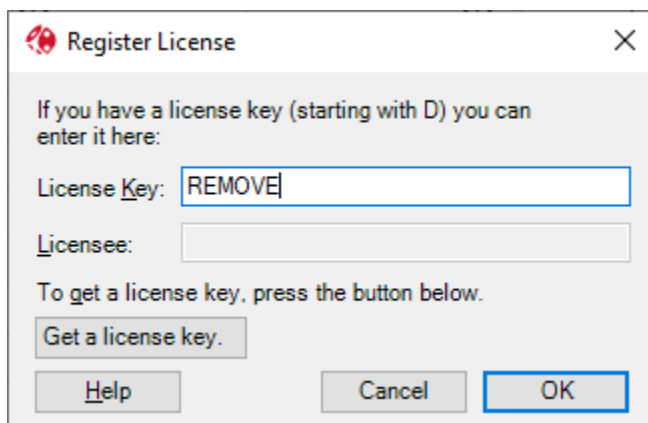 Register License
If you have a license key (starting with D) you can
enter it here:
License Key: REMOVE
Licensee:
To get a license key, press the button below.
Get a license key.
Help Cancel OK